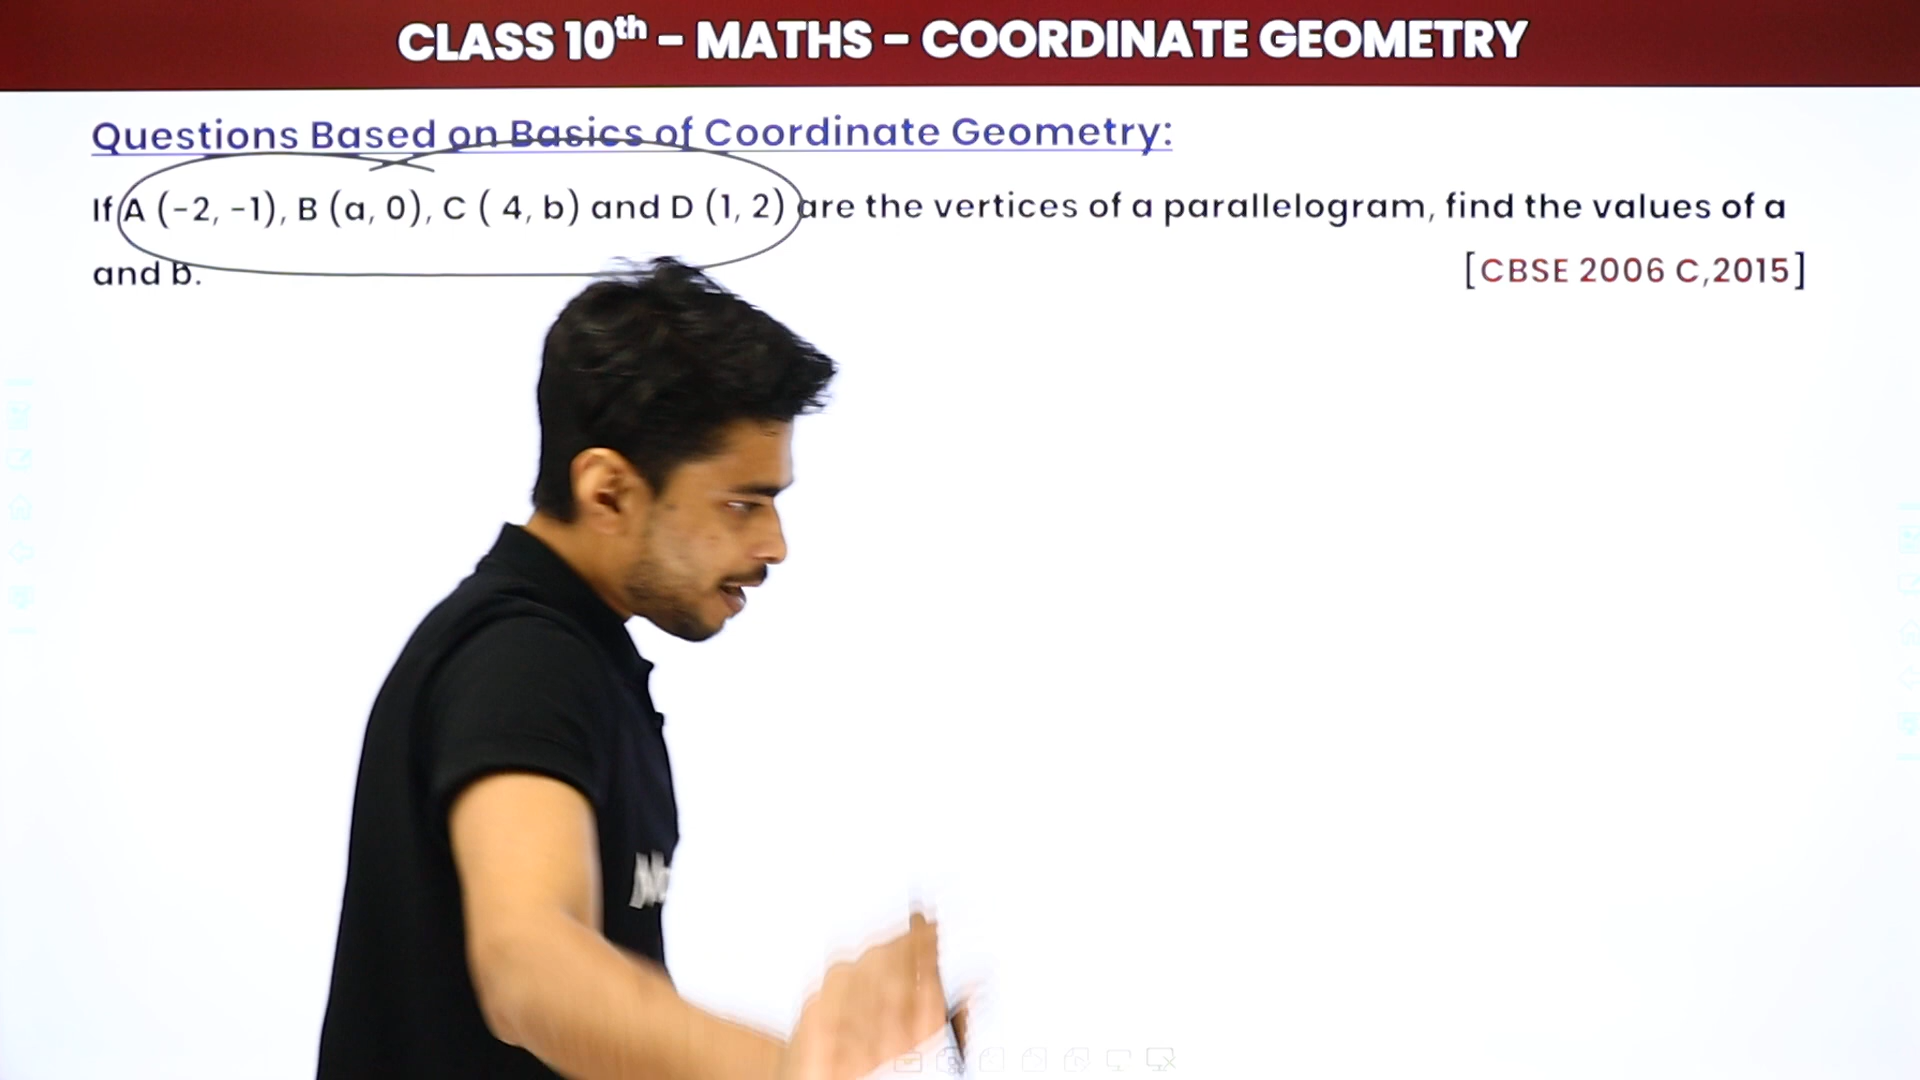 CLASS 10th - MATHS - COORDINATE GEOMETRY
Questions Based on Basics of Coordinate Geometry:
If A (-2, -1), B (a, 0), C ( 4, b) and D (1, 2) are the vertices of a parallelogram, find the values of a
and b. [CBSE 2006 C,2015]